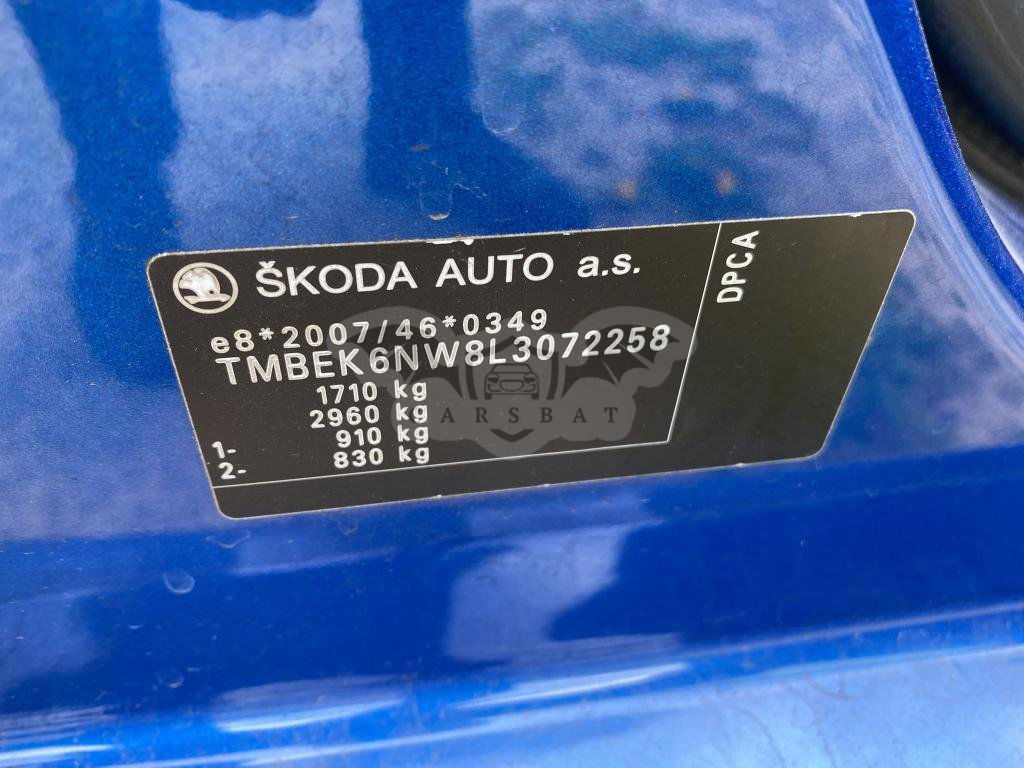 ŠKODA AUTO a.s.
DPCA
e8*2007/46*0349
TMBEK6NW8L3072258
1710 kg
2960 kg
1- 910 kg
2- 830 kg
ARSBAT